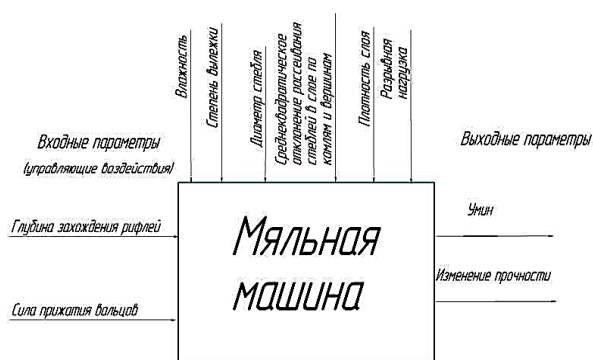 Влажность
Степень вылежки
Диаметр стебля
Среднеквадратическое
отклонение рассеивания
стеблей в слое по
комлям и вершинам
Плотность слоя
Разрывная
нагрузка
Входные параметры
(управляющие воздействия)
Выходные параметры
Глубина захождения рифлей
Сила прижатия вальцов
Мяльная
машина
Умин
Изменение прочности